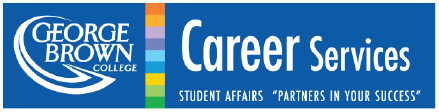 GEORGE
BROWN
COLLEGE
Career Services
STUDENT AFFAIRS "PARTNERS IN YOUR SUCCESS"